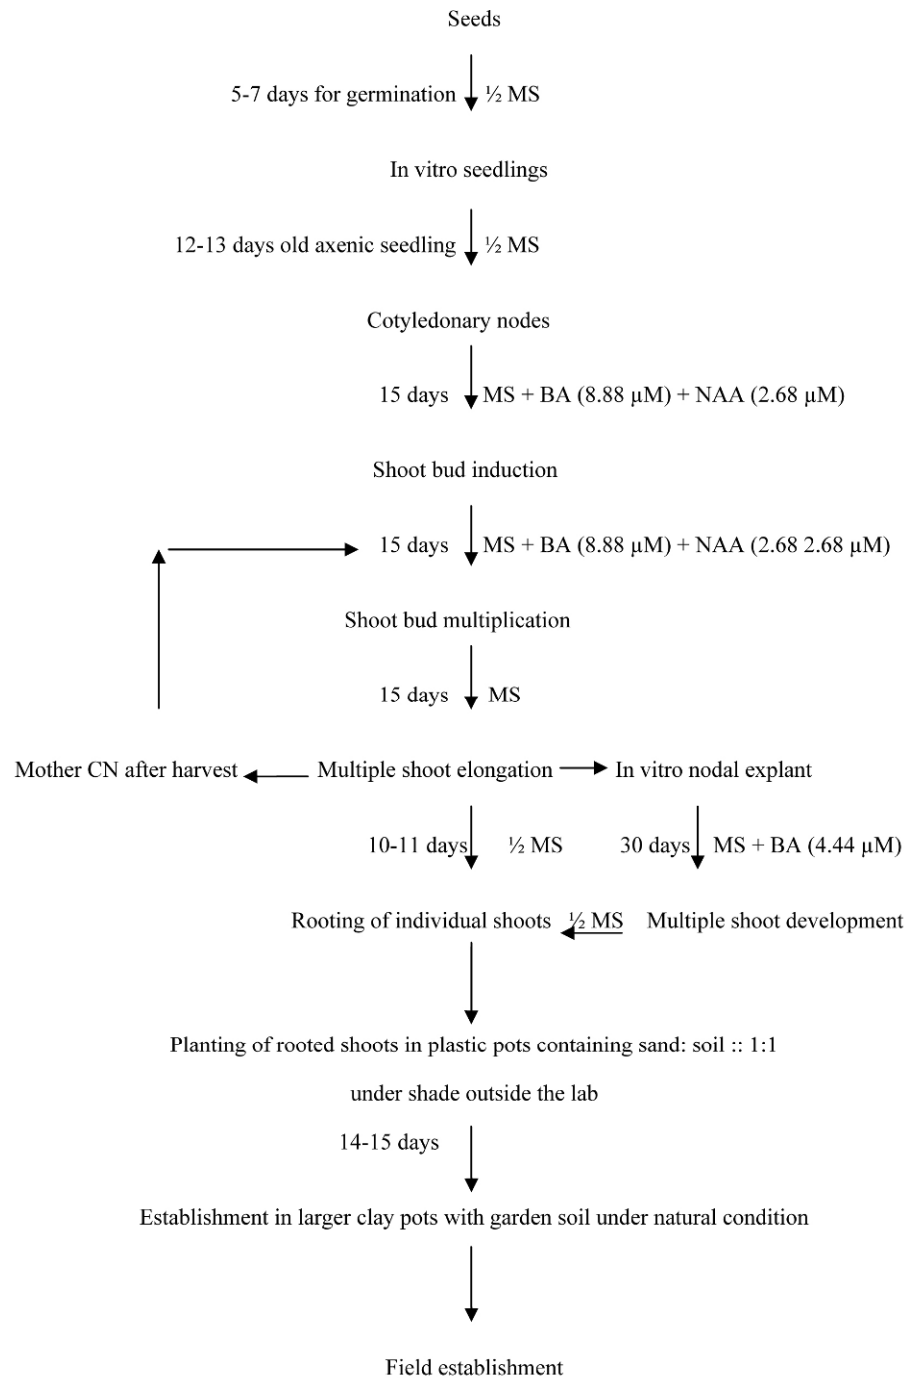 Seeds
5-7 days for germination ½ MS
In vitro seedlings
12-13 days old axenic seedling ½ MS
Cotyledonary nodes
15 days MS + BA (8.88 µM) + NAA (2.68 µM)
Shoot bud induction
15 days MS + BA (8.88 µM) + NAA (2.68 2.68 µM)
Shoot bud multiplication
15 days MS
Mother CN after harvest Multiple shoot elongation In vitro nodal explant
10-11 days ½ MS 30 days MS + BA (4.44 µM)
Rooting of individual shoots ½ MS Multiple shoot development
Planting of rooted shoots in plastic pots containing sand: soil :: 1:1
under shade outside the lab
14-15 days
Establishment in larger clay pots with garden soil under natural condition
Field establishment